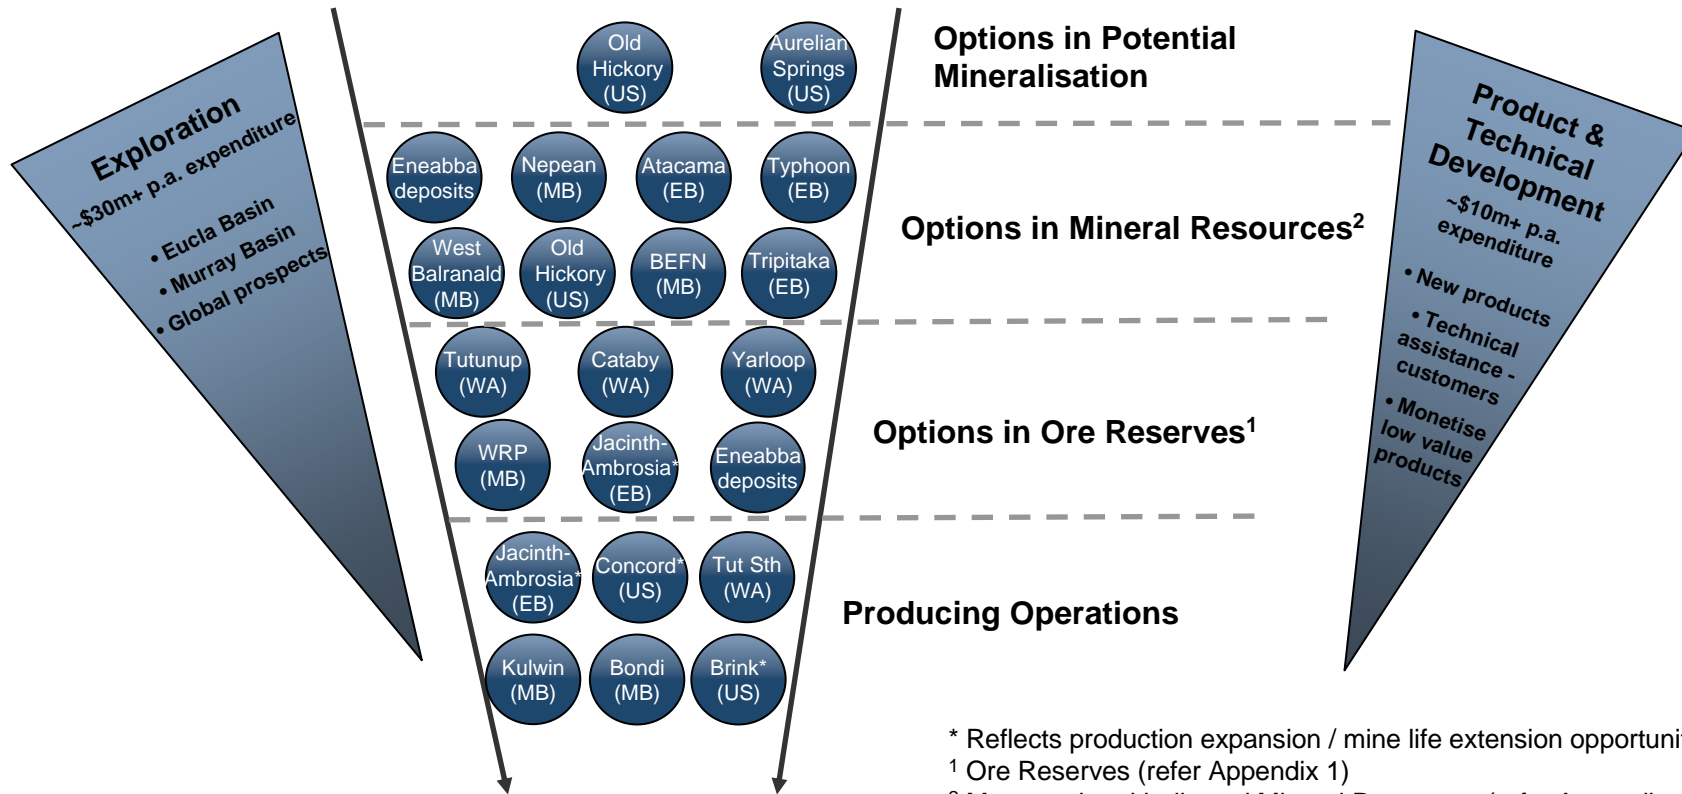 Exploration
~$30m+ p.a. expenditure
• Eucla Basin
• Murray Basin
• Global prospects
Old
Hickory
(US)
Aurelian
Springs
(US)
Options in Potential
Mineralisation
Eneabba
deposits
Nepean
(MB)
Atacama
(EB)
Typhoon
(EB)
West
Balranald
(MB)
Old
Hickory
(US)
BEFN
(MB)
Tripitaka
(EB)
Options in Mineral Resources²
Tutunup
(WA)
Cataby
(WA)
Yarloop
(WA)
WRP
(MB)
Jacinth-
Ambrosia*
(EB)
Eneabba
deposits
Options in Ore Reserves¹
Jacinth-
Ambrosia*
(EB)
Concord*
(US)
Tut Sth
(WA)
Kulwin
(MB)
Bondi
(MB)
Brink*
(US)
Producing Operations
Product &
Technical
Development
~$10m+ p.a.
expenditure
• New products
• Technical
assistance -
customers
• Monetise
low value
products
* Reflects production expansion / mine life extension
¹ Ore Reserves (refer Appendix 1)